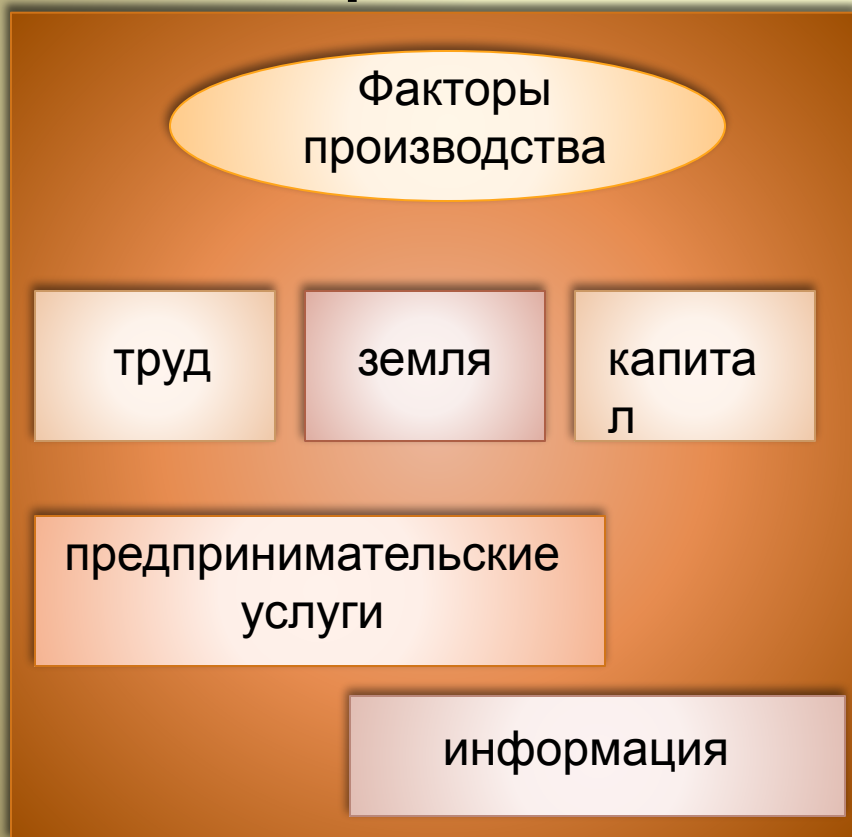 Факторы
производства
труд
земля
капита
л
предпринимательские
услуги
информация